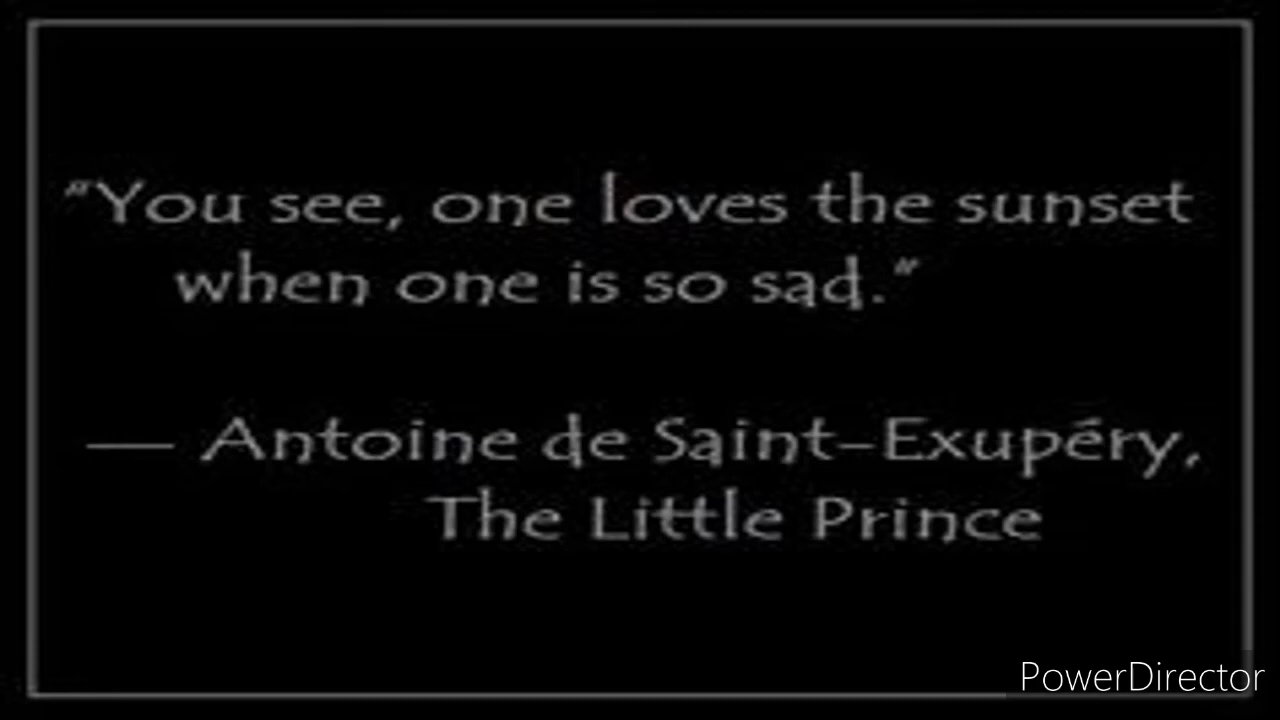 "You see, one loves the sunset
when one is so sad."
— Antoine de Saint-Exupéry,
The Little Prince
PowerDirector